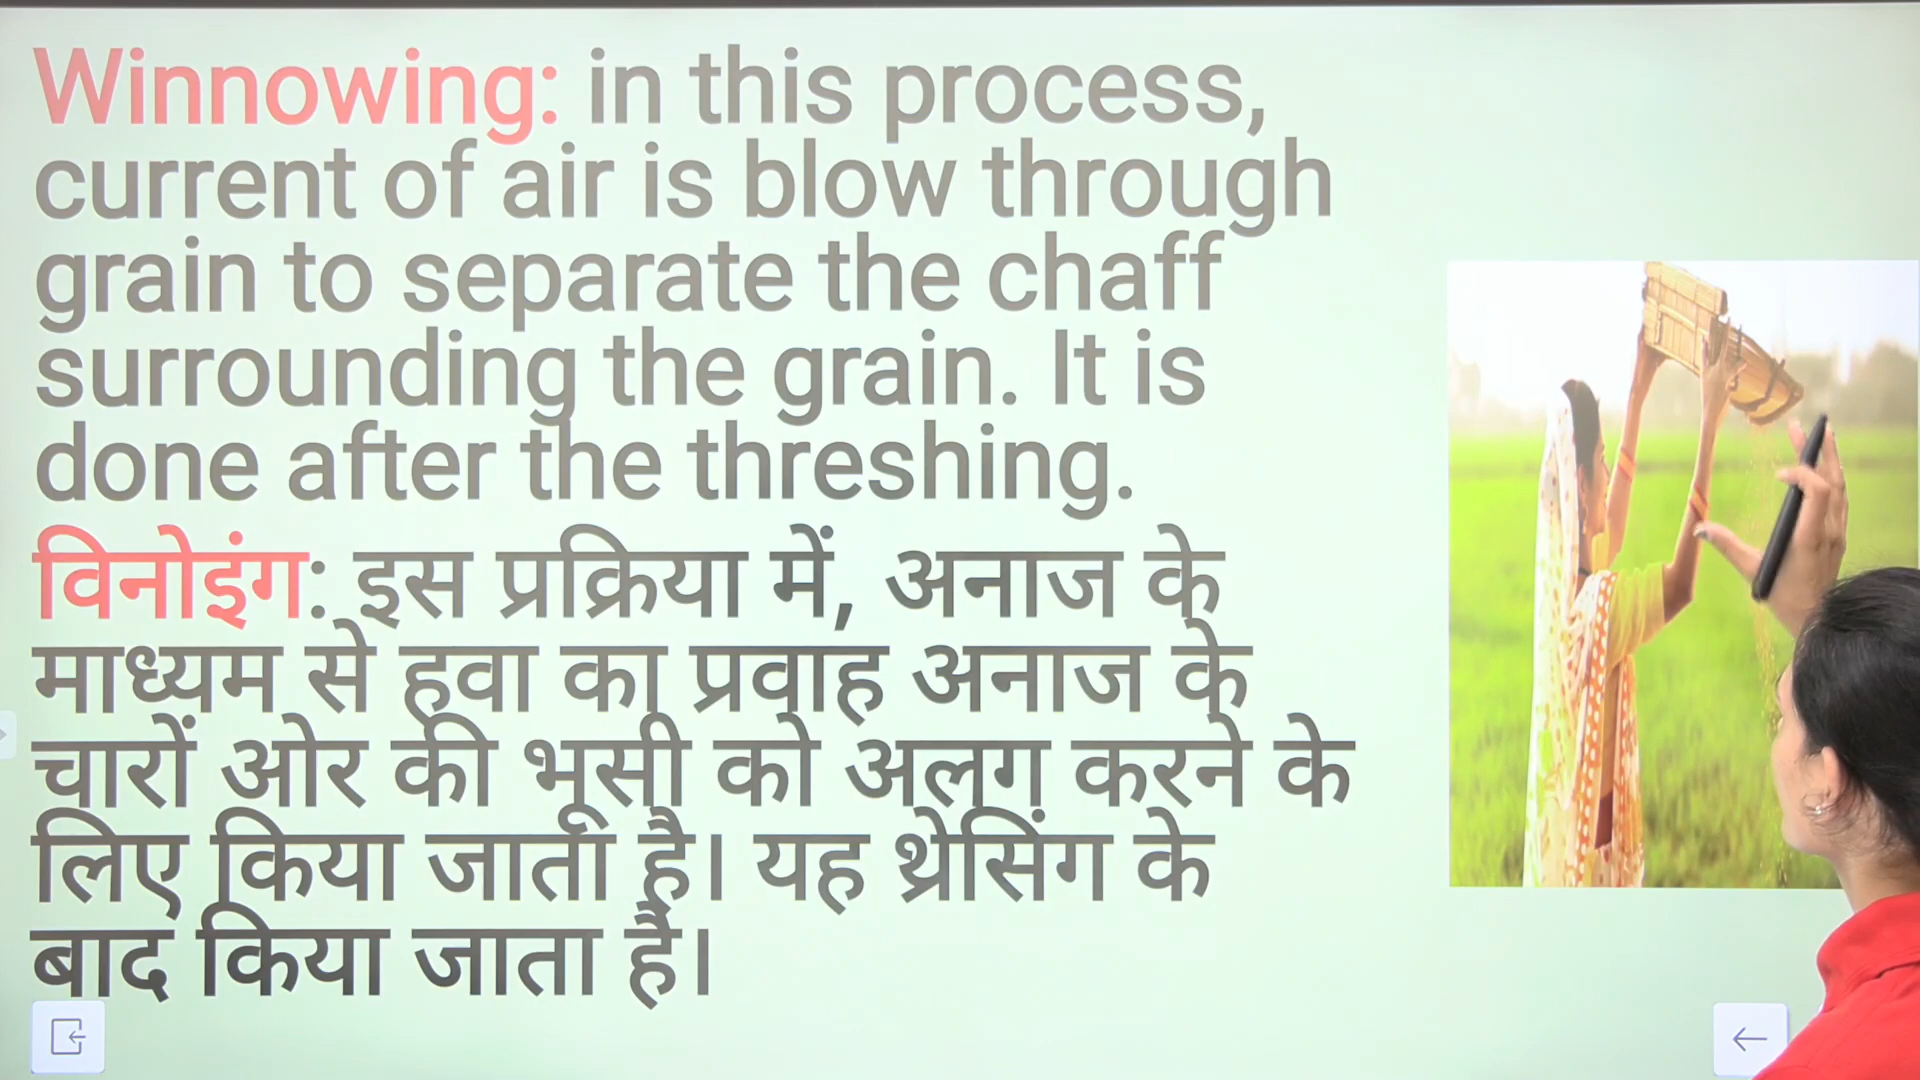 Winnowing: in this process,
current of air is blow through
grain to separate the chaff
surrounding the grain. It is
done after the threshing.
विनोइंग: इस प्रक्रिया में, अनाज के
माध्यम से हवा का प्रवाह अनाज के
चारों ओर की भूसी को अलग करने के
लिए किया जाता है। यह थ्रेसिंग के
बाद किया जाता है।